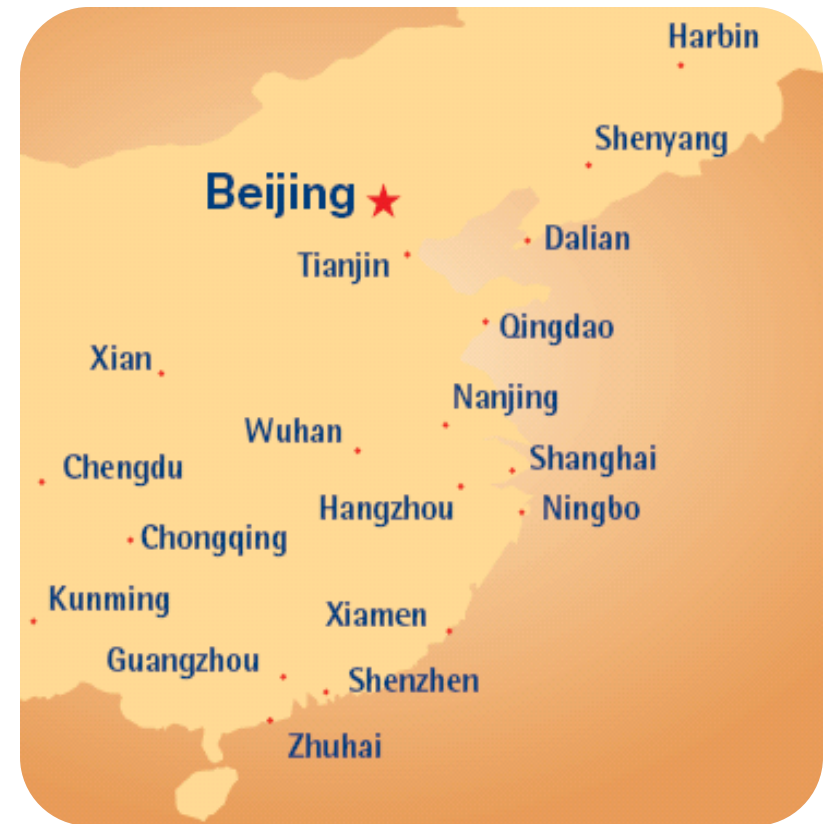 Harbin
Shenyang
Beijing
Dalian
Tianjin
Qingdao
Xian
Nanjing
Wuhan
Shanghai
Chengdu
Hangzhou
Ningbo
Chongqing
Kunming
Xiamen
Guangzhou
Shenzhen
Zhuhai